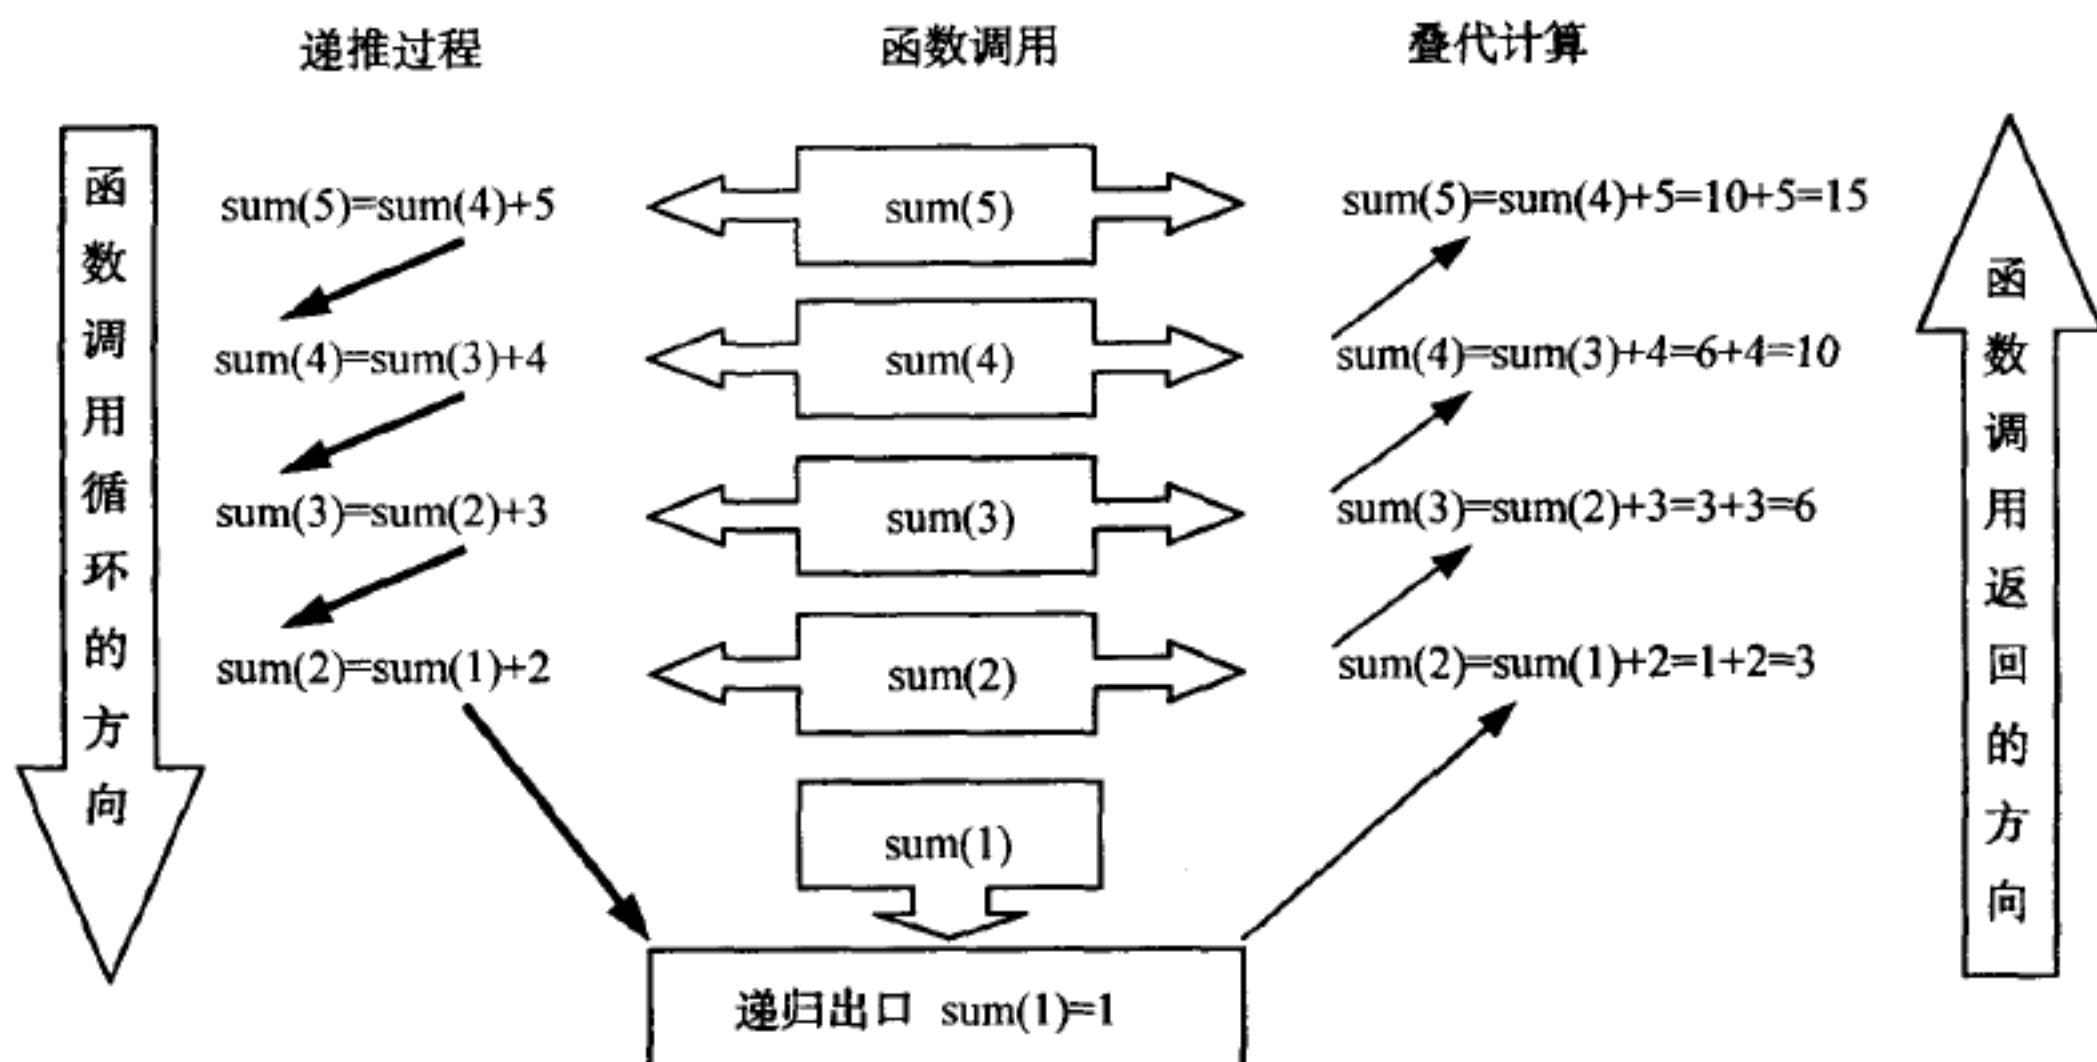 递推过程 函数调用 叠代计算
函数调用循环的方向
sum(5)=sum(4)+5
sum(5)
sum(5)=sum(4)+5=10+5=15
sum(4)=sum(3)+4
sum(4)
sum(4)=sum(3)+4=6+4=10
sum(3)=sum(2)+3
sum(3)
sum(3)=sum(2)+3=3+3=6
sum(2)=sum(1)+2
sum(2)
sum(2)=sum(1)+2=1+2=3
sum(1)
递归出口 sum(1)=1
函数调用返回的方向